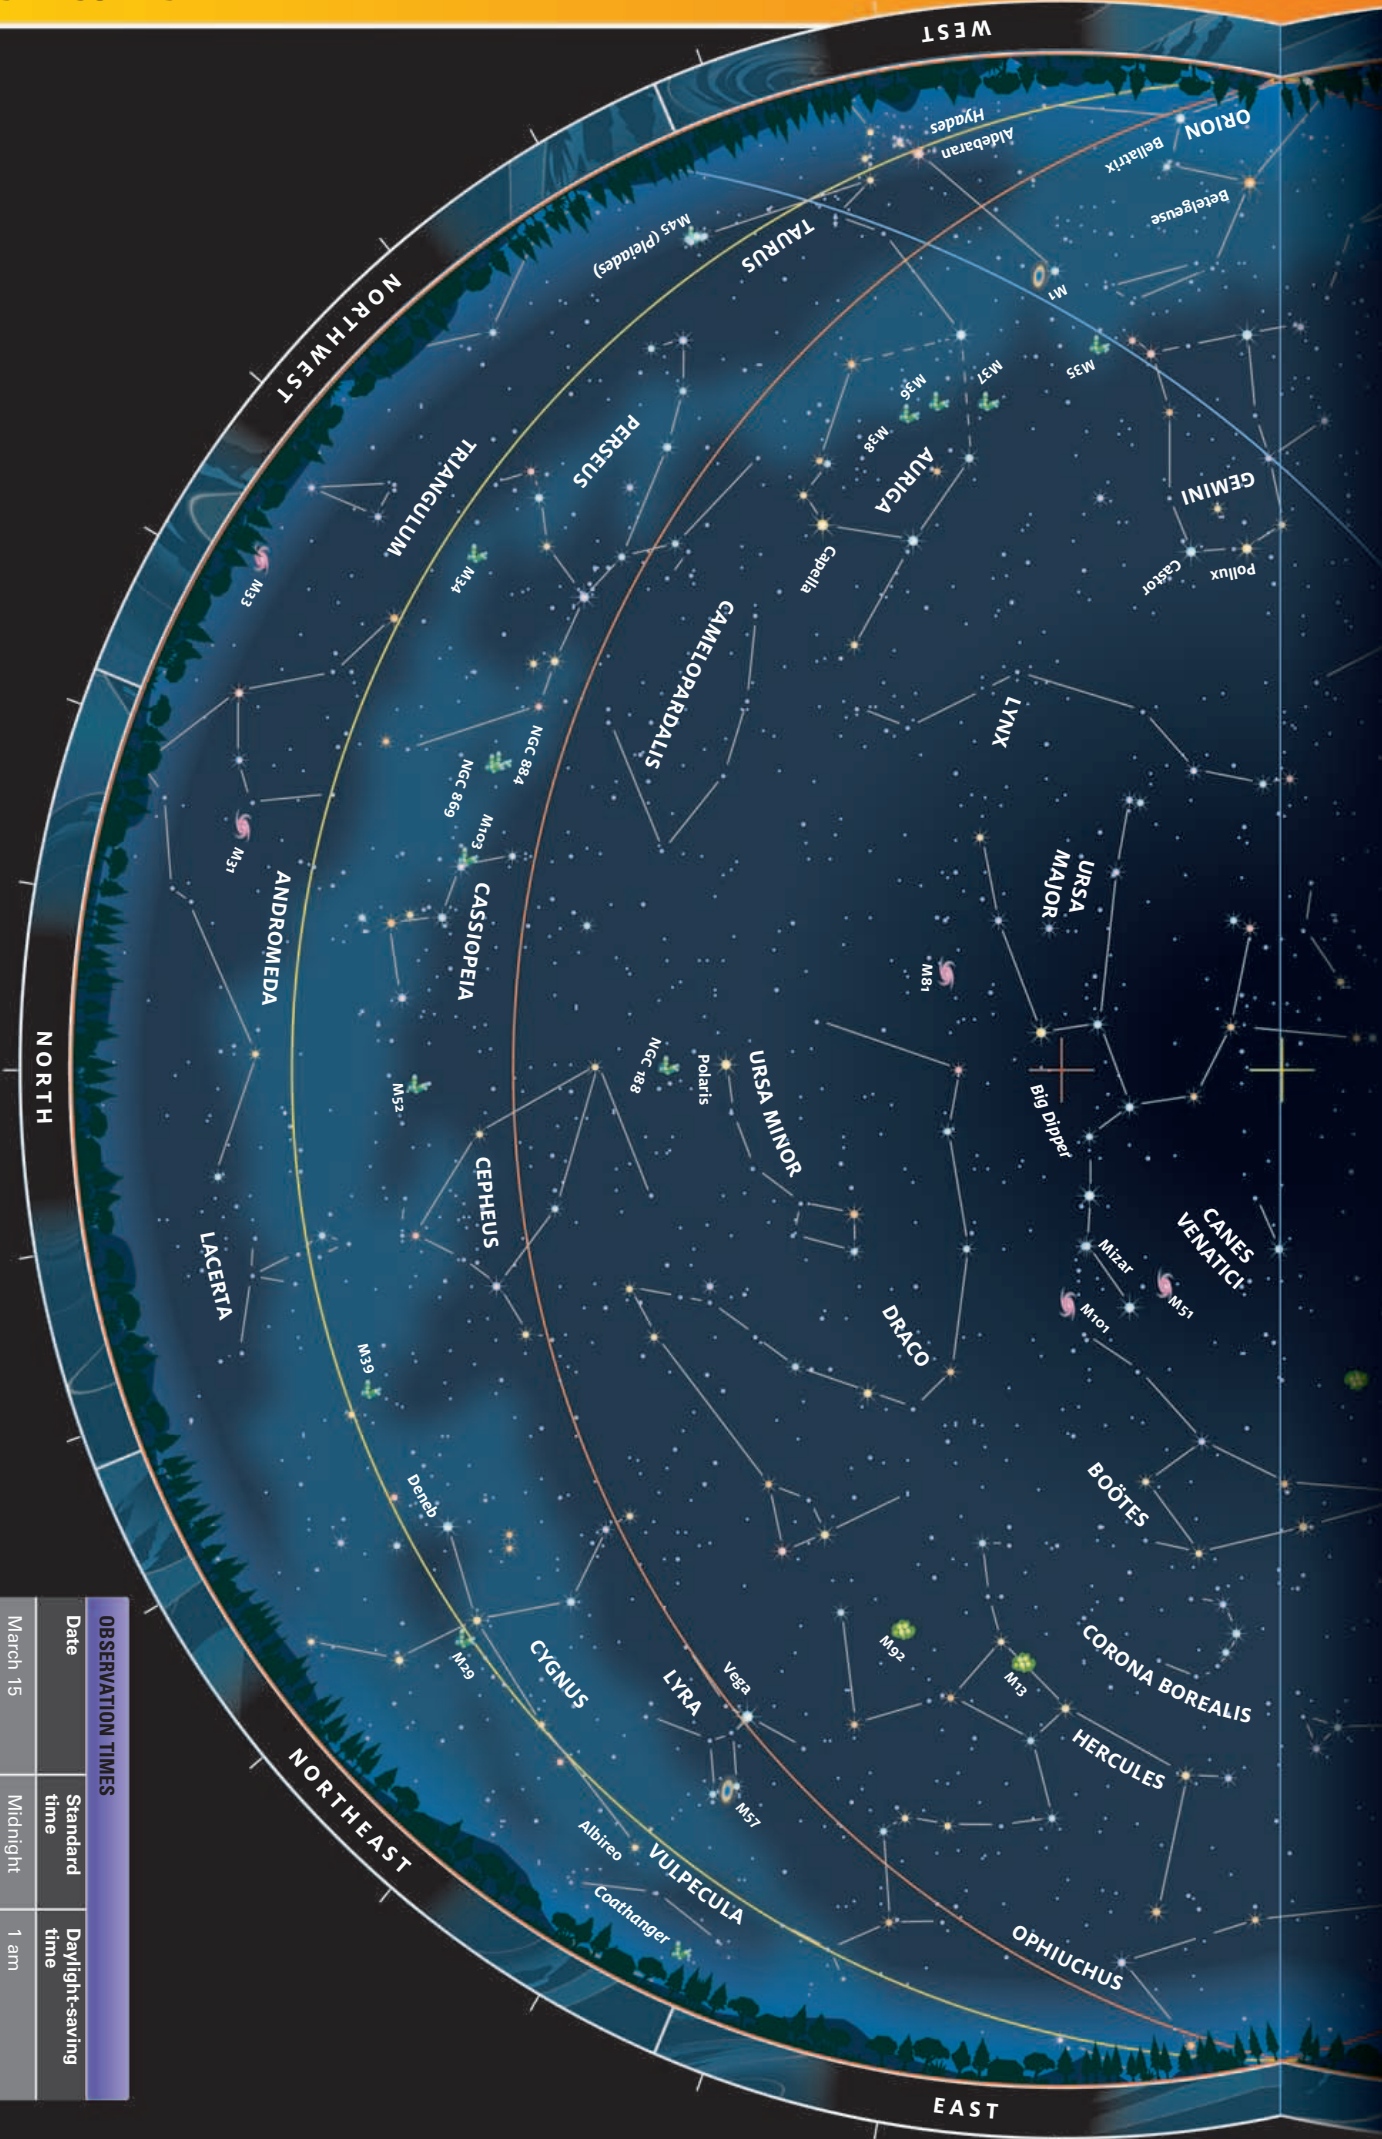 WEST
ORION
Bellatrix
Betelgeuse
Hyades
Aldebaran
TAURUS
M45 (Pleiades)
M1
M35
NORTHWEST
PERSEUS
TRIANGULUM
M34
M33
M36
M37
M38
AURIGA
Capella
GEMINI
Castor
Pollux
CAMELOPARDALIS
LYNX
NGC 884
NGC 869
M103
CASSIOPEIA
M31
ANDROMEDA
URSA
MAJOR
M81
NORTH
M52
NGC 188
Polaris
URSA MINOR
Big Dipper
CEPHEUS
LACERTA
CANES
VENATICI
Mizar
M51
M101
DRACO
M39
Deneb
BOÖTES
M29
CYGNUS
LYRA
Vega
M92
M13
CORONA BOREALIS
HERCULES
M57
NORTHEAST
Albireo
VULPECULA
Coathanger
OPHIUCHUS
EAST
OBSERVATION TIMES
Date
Standard
time
Daylight-saving
time
March 15
Midnight
1 am